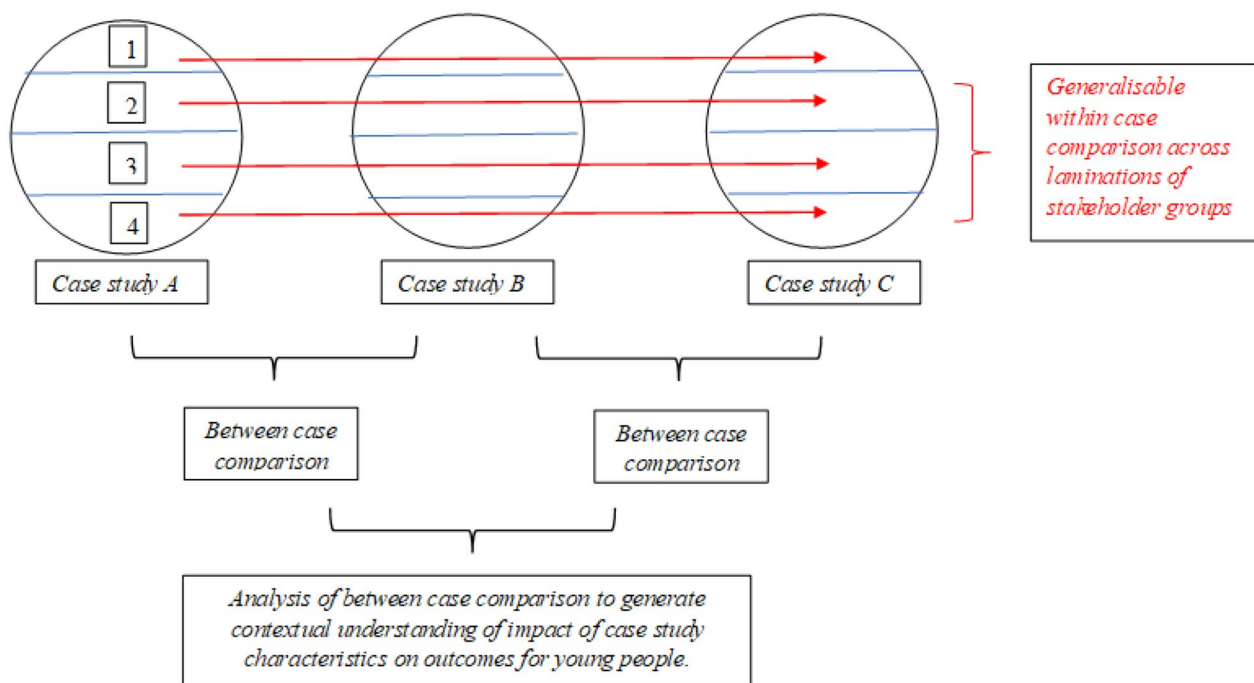 1
2
3
4
Generalisable
within case
comparison across
laminations of
stakeholder groups
Case study A
Case study B
Case study C
Between case
comparison
Between case
comparison
Analysis of between case comparison to generate
contextual understanding of impact of case study
characteristics on outcomes for young people.